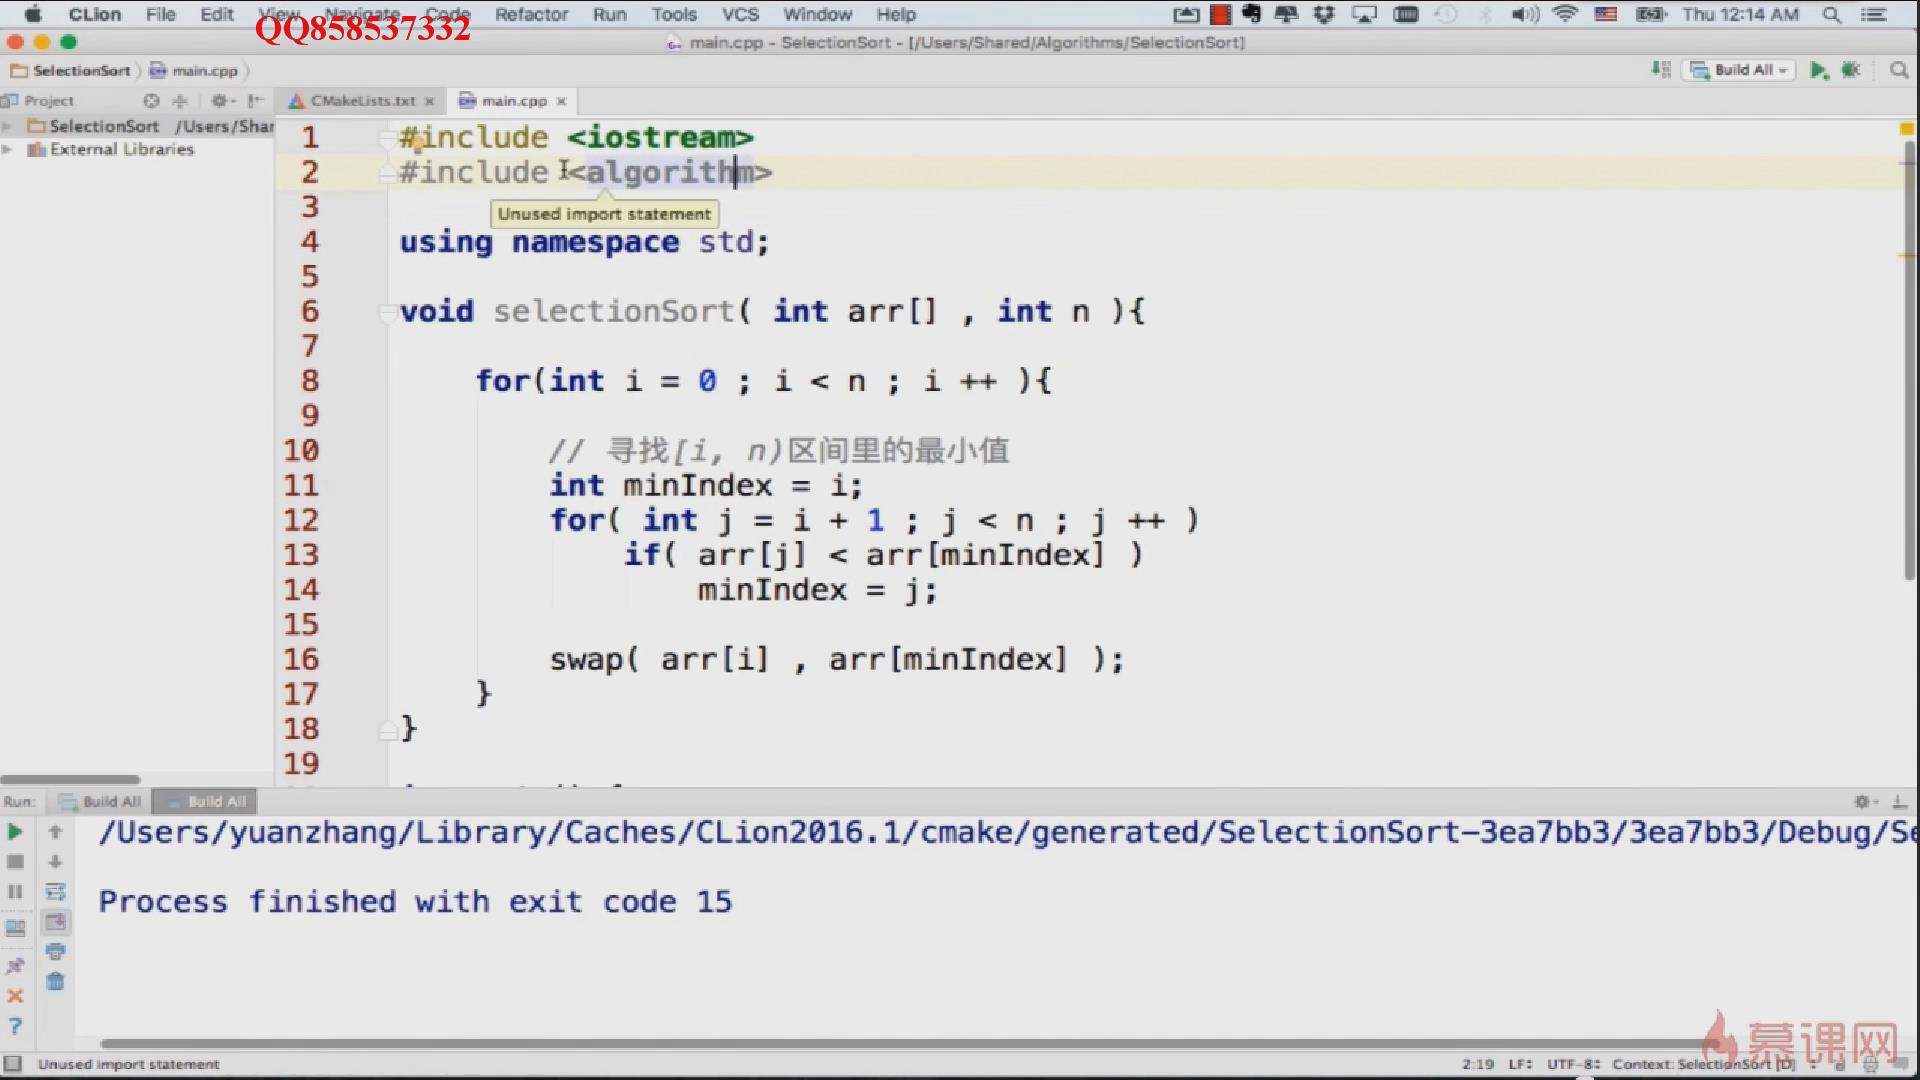 CLion File Edit View Navigate Code Refactor Run Tools VCS Window Help Thu 12:14 AM
QQ858537332
main.cpp - SelectionSort - [/Users/Shared/Algorithms/SelectionSort]
SelectionSort main.cpp Build All
Project CMakeLists.txt main.cpp
SelectionSort /Users/Shar
External Libraries
1 #include <iostream>
2 #include <algorithm>
3
Unused import statement
4 using namespace std;
5
6 void selectionSort( int arr[] , int n ){
7
8 for(int i = 0 ; i < n ; i ++ ){
9
10 // 寻找[i, n)区间里的最小值
11 int minIndex = i;
12 for( int j = i + 1 ; j < n ; j ++ )
13 if( arr[j] < arr[minIndex] )
14 minIndex = j;
15
16 swap( arr[i] , arr[minIndex] );
17 }
18 }
19
Run: Build All Build All
/Users/yuanzhang/Library/Caches/CLion2016.1/cmake/generated/SelectionSort-3ea7bb3/3ea7bb3/Debug/Se
Process finished with exit code 15
慕课网
Unused import statement 2:19 LF: UTF-8: Context: SelectionSort [D]